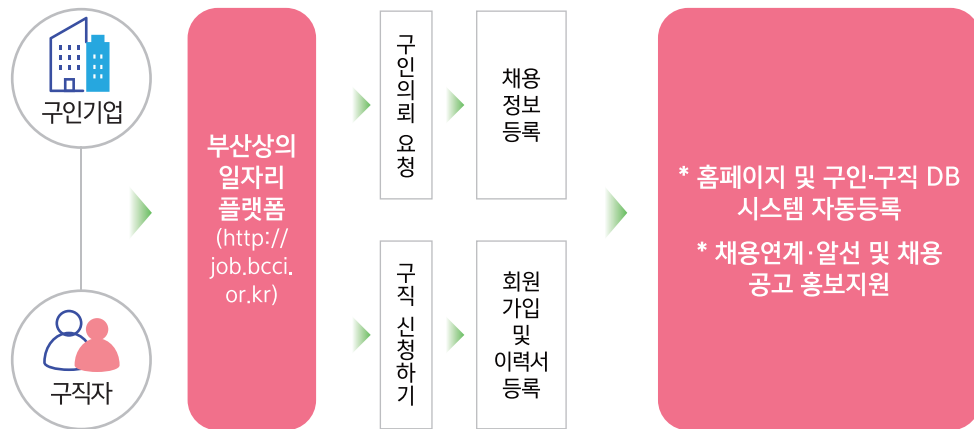 구인기업
구직자
부산상의
일자리
플랫폼
(http://
job.bcci.
or.kr)
구인의뢰 요청
채용
정보
등록
구직 신청하기
회원
가입
및
이력서
등록
* 홈페이지 및 구인·구직 DB
시스템 자동등록
* 채용연계·알선 및 채용
공고 홍보지원